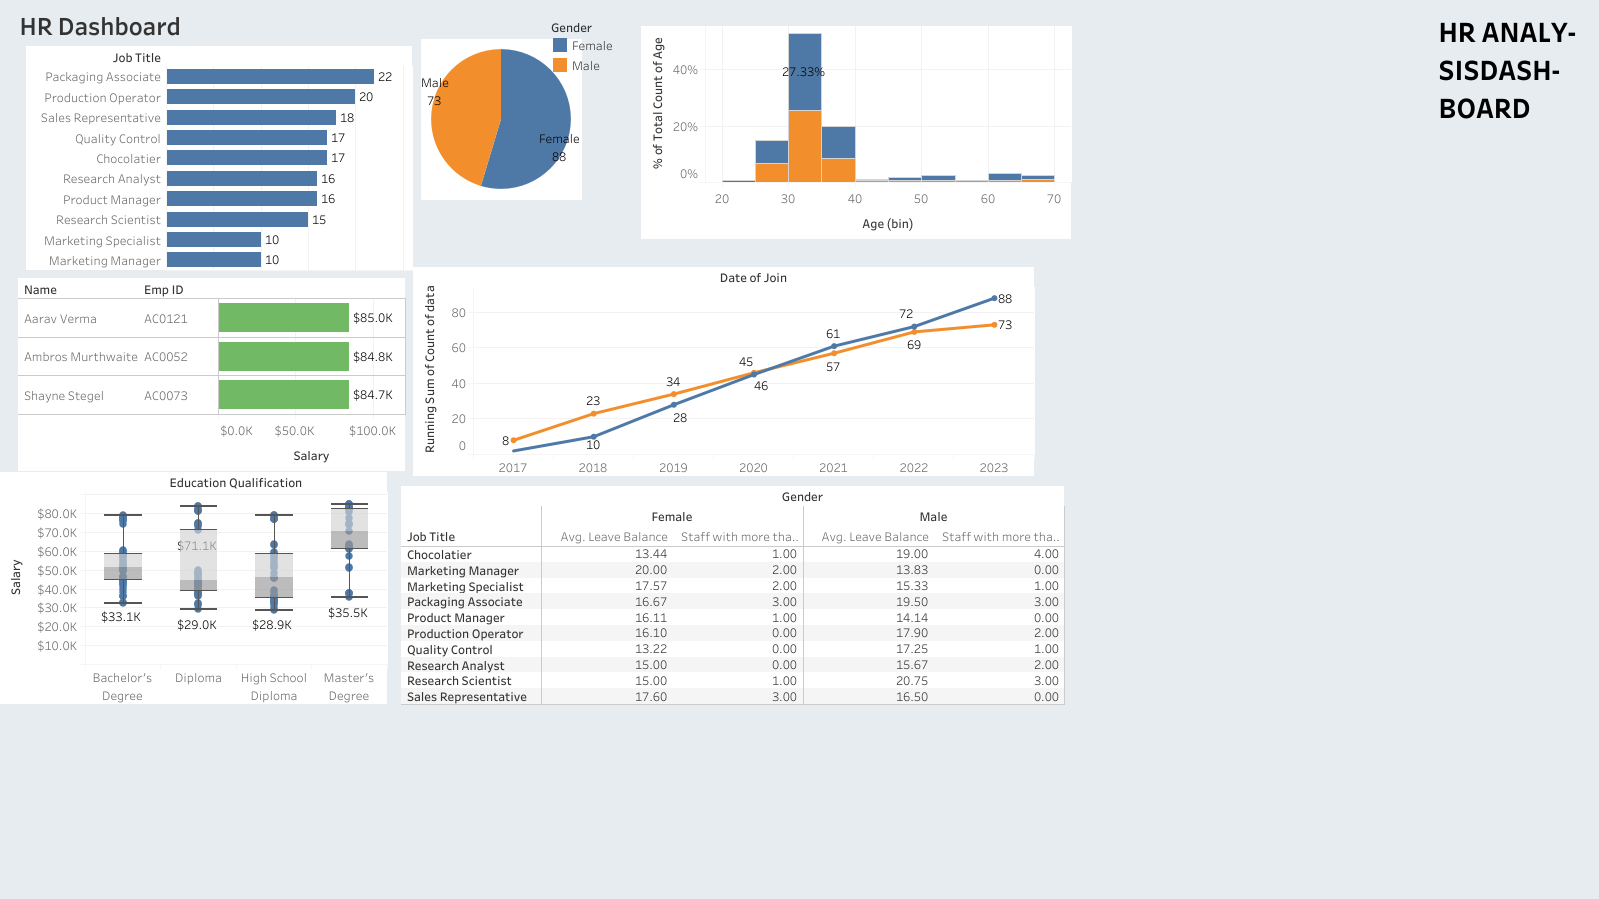 HR Dashboard
HR ANALY-
SISDASH-
BOARD
Job Title
Packaging Associate 22
Production Operator 20
Sales Representative 18
Quality Control 17
Chocolatier 17
Research Analyst 16
Product Manager 16
Research Scientist 15
Marketing Specialist 10
Marketing Manager 10
Gender
Female
Male
Male
73
Female
88
% of Total Count of Age
40%
20%
0%
27.33%
20 30 40 50 60 70
Age (bin)
Name Emp ID
Aarav Verma AC0121 $85.0K
Ambros Murthwaite AC0052 $84.8K
Shayne Stegel AC0073 $84.7K
$0.0K $50.0K $100.0K
Salary
Date of Join
Running Sum of Count of data
80
60
40
20
0
8
23
10
34
28
45
46
61
57
72
69
88
73
2017 2018 2019 2020 2021 2022 2023
Education Qualification
Salary
$80.0K
$70.0K
$60.0K
$50.0K
$40.0K
$30.0K
$20.0K
$10.0K
$71.1K
$33.1K
$29.0K
$28.9K
$35.5K
Bachelor's Diploma High School Master's
Degree Diploma Degree
Gender
Female Male
Job Title Avg. Leave Balance Staff with more tha.. Avg. Leave Balance Staff with more tha..
Chocolatier 13.44 1.00 19.00 4.00
Marketing Manager 20.00 2.00 13.83 0.00
Marketing Specialist 17.57 2.00 15.33 1.00
Packaging Associate 16.67 3.00 19.50 3.00
Product Manager 16.11 1.00 14.14 0.00
Production Operator 16.10 0.00 17.90 2.00
Quality Control 13.22 0.00 17.25 1.00
Research Analyst 15.00 0.00 15.67 2.00
Research Scientist 15.00 1.00 20.75 3.00
Sales Representative 17.60 3.00 16.50 0.00